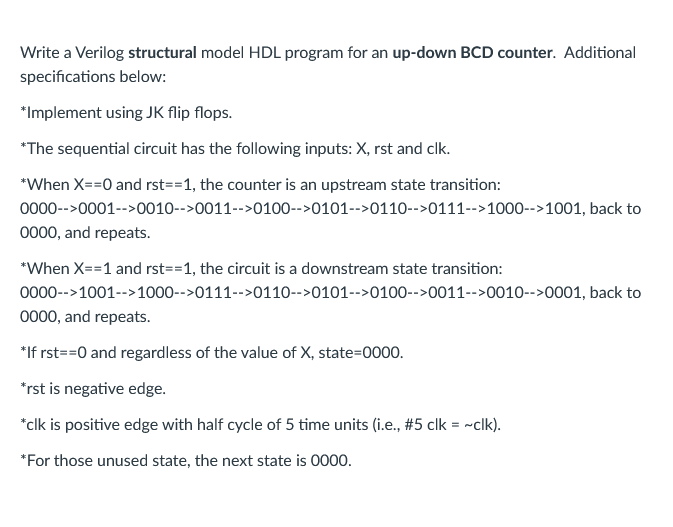 Write a Verilog structural model HDL program for an up-down BCD counter.  Additional
specifications below:
*Implement using JK flip flops.
*The sequential circuit has the following inputs: X, rst and clk.
*When X==0 and rst==1, the counter is an upstream state transition:
0000-->0001-->0010-->0011-->0100-->0101-->0110-->0111-->1000-->1001, back to
0000, and repeats.
*When X==1 and rst==1, the circuit is a downstream state transition:
0000-->1001-->1000-->0111-->0110-->0101-->0100-->0011-->0010-->0001, back to
0000, and repeats.
*If rst==0 and regardless of the value of X, state=0000.
*rst is negative edge.
*clk is positive edge with half cycle of 5 time units (i.e., #5 clk = ~clk).
*For those unused state, the next state is 0000.